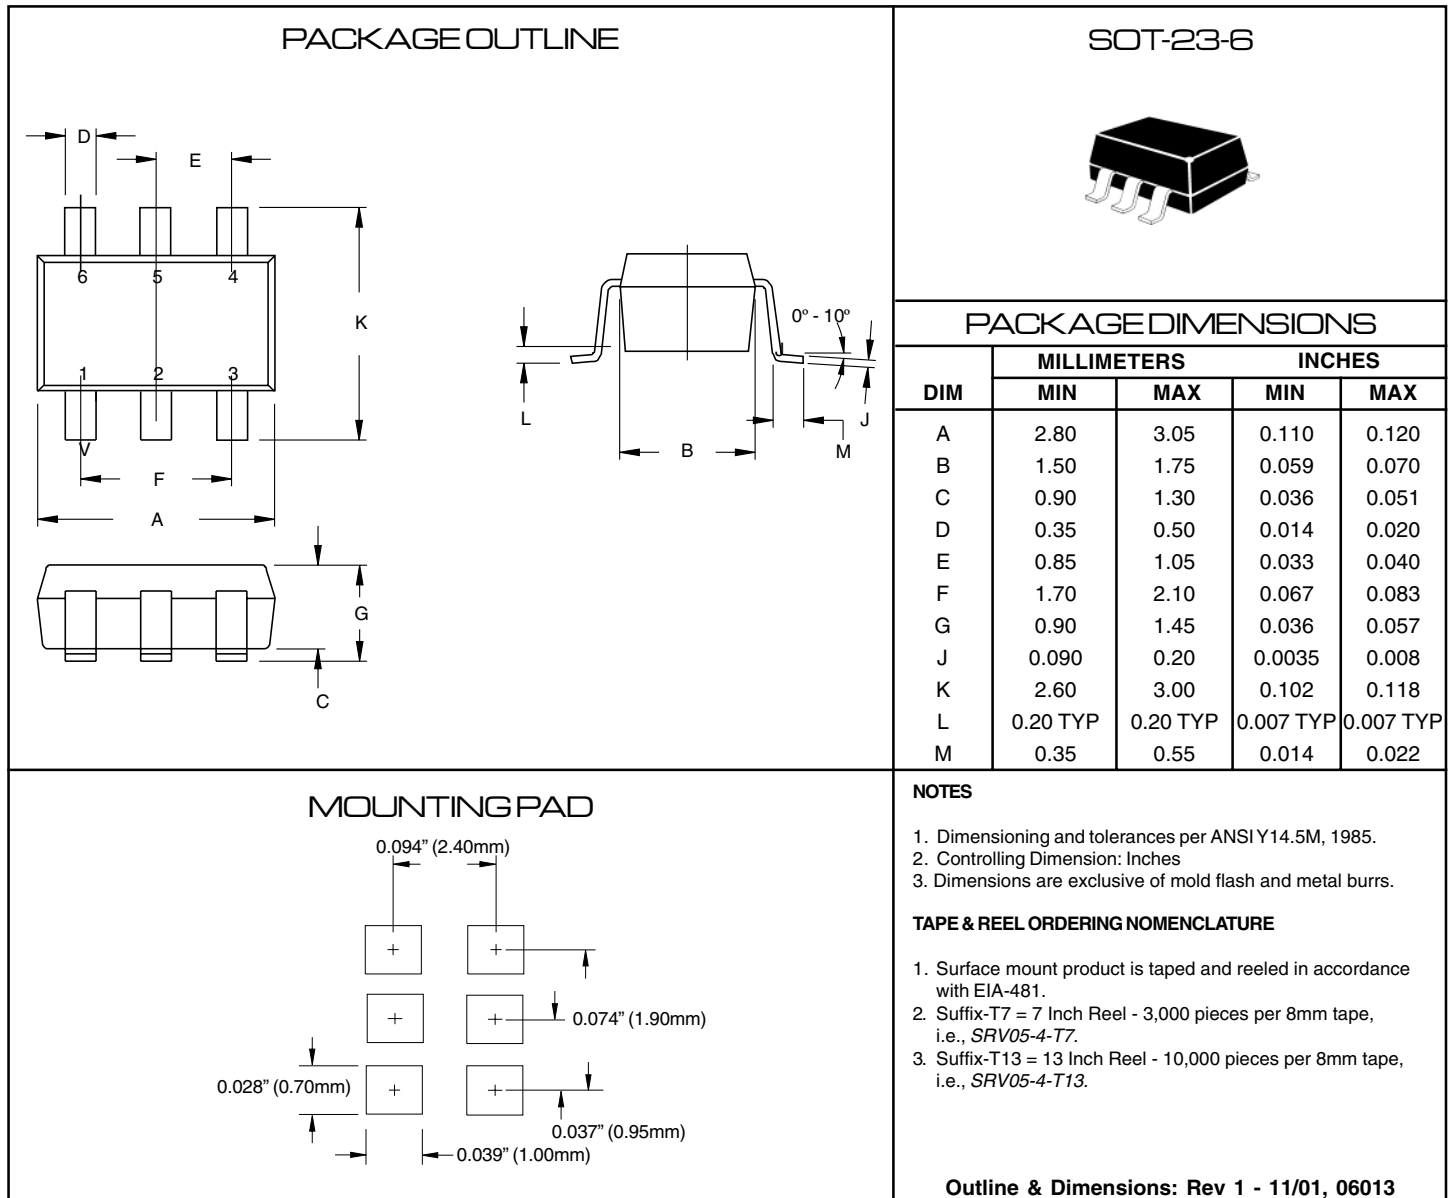 PACKAGE OUTLINE
D
E
6 5 4
K
1 2 3
V
F
A
G
C
0° - 10°
L
B
M
J
SOT-23-6
PACKAGE DIMENSIONS
MILLIMETERS INCHES
DIM MIN MAX MIN MAX
A 2.80 3.05 0.110 0.120
B 1.50 1.75 0.059 0.070
C 0.90 1.30 0.036 0.051
D 0.35 0.50 0.014 0.020
E 0.85 1.05 0.033 0.040
F 1.70 2.10 0.067 0.083
G 0.90 1.45 0.036 0.057
J 0.090 0.20 0.0035 0.008
K 2.60 3.00 0.102 0.118
L 0.20 TYP 0.20 TYP 0.007 TYP 0.007 TYP
M 0.35 0.55 0.014 0.022
MOUNTING PAD
0.094” (2.40mm)
0.074” (1.90mm)
0.028” (0.70mm)
0.037” (0.95mm)
0.039” (1.00mm)
NOTES
1. Dimensioning and tolerances per ANSI Y14.5M, 1985.
2. Controlling Dimension: Inches
3. Dimensions are exclusive of mold flash and metal burrs.
TAPE & REEL ORDERING NOMENCLATURE
1. Surface mount product is taped and reeled in accordance
with EIA-481.
2. Suffix-T7 = 7 Inch Reel - 3,000 pieces per 8mm tape,
i.e., SRV05-4-T7.
3. Suffix-T13 = 13 Inch Reel - 10,000 pieces per 8mm tape,
i.e., SRV05-4-T13.
Outline & Dimensions: Rev 1 - 11/01, 06013